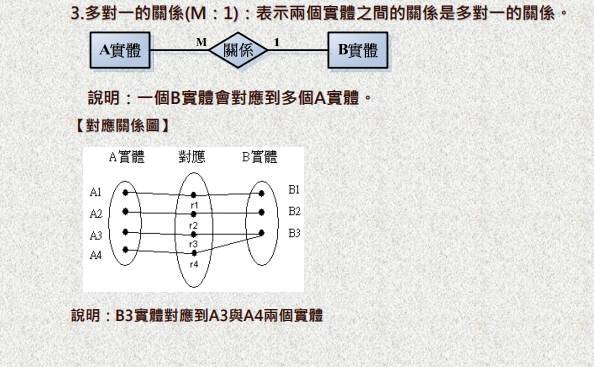 3.多對一的關係(M：1)：表示兩個實體之間的關係是多對一的關係。
A實體 M 關係 1 B實體
說明：一個B實體會對應到多個A實體。
【對應關係圖】
A實體 對應 B實體
A1 r1 B1
A2 r2 B2
A3 r3 B3
A4 r4
說明：B3實體對應到A3與A4兩個實體